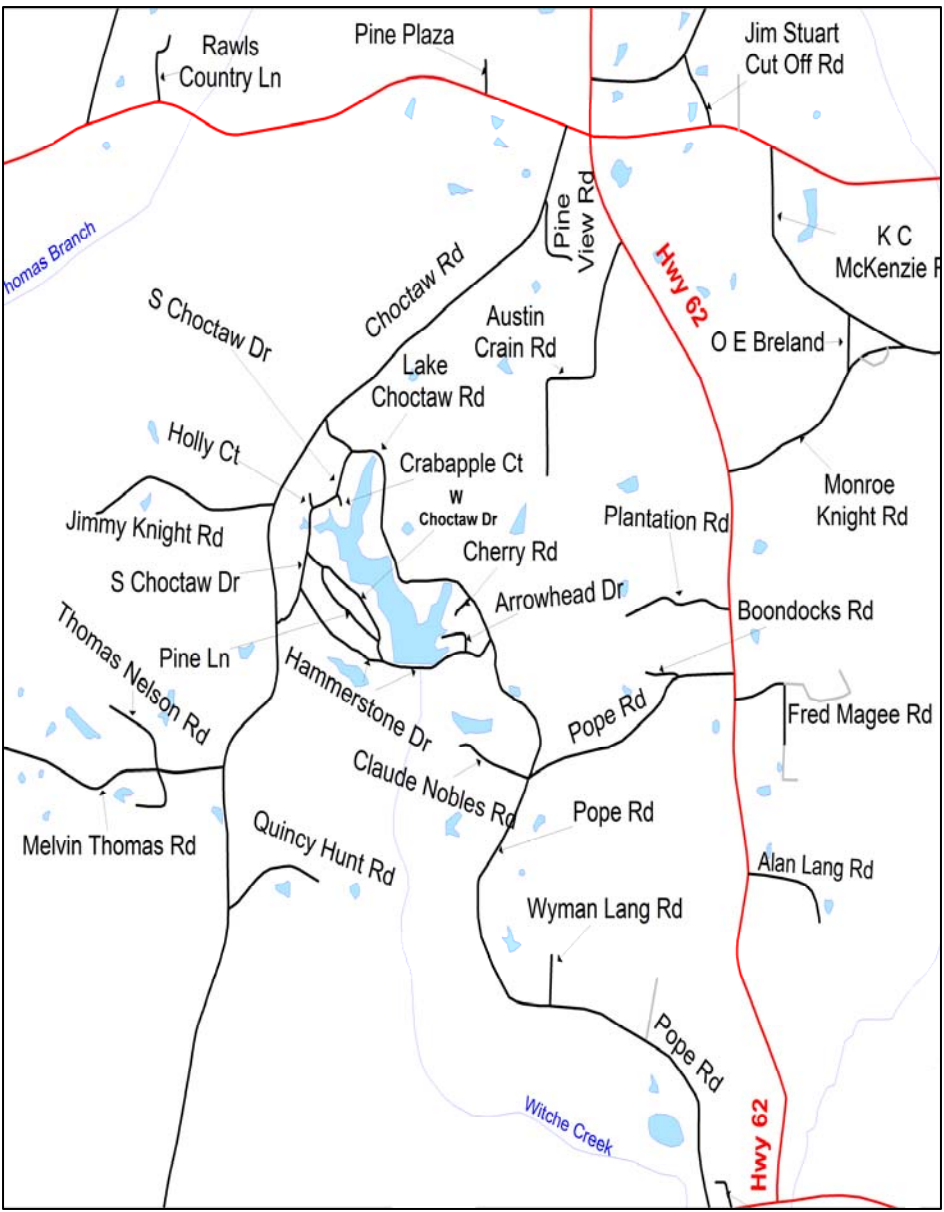 Rawls
Country Ln
Pine Plaza
Jim Stuart
Cut Off Rd
Pine
View Rd
K C
McKenzie R
homas Branch
Choctaw Rd
Hwy 62
S Choctaw Dr
Austin
Crain Rd
O E Breland
Lake
Choctaw Rd
Holly Ct
Crabapple Ct
W
Choctaw Dr
Monroe
Knight Rd
Jimmy Knight Rd
Plantation Rd
Cherry Rd
S Choctaw Dr
Arrowhead Dr
Boondocks Rd
Thomas
Nelson Rd
Pine Ln
Hammerstone Dr
Pope Rd
Fred Magee Rd
Claude Nobles Rd
Melvin Thomas Rd
Quincy Hunt Rd
Pope Rd
Alan Lang Rd
Wyman Lang Rd
Pope Rd
Witche Creek
Hwy 62